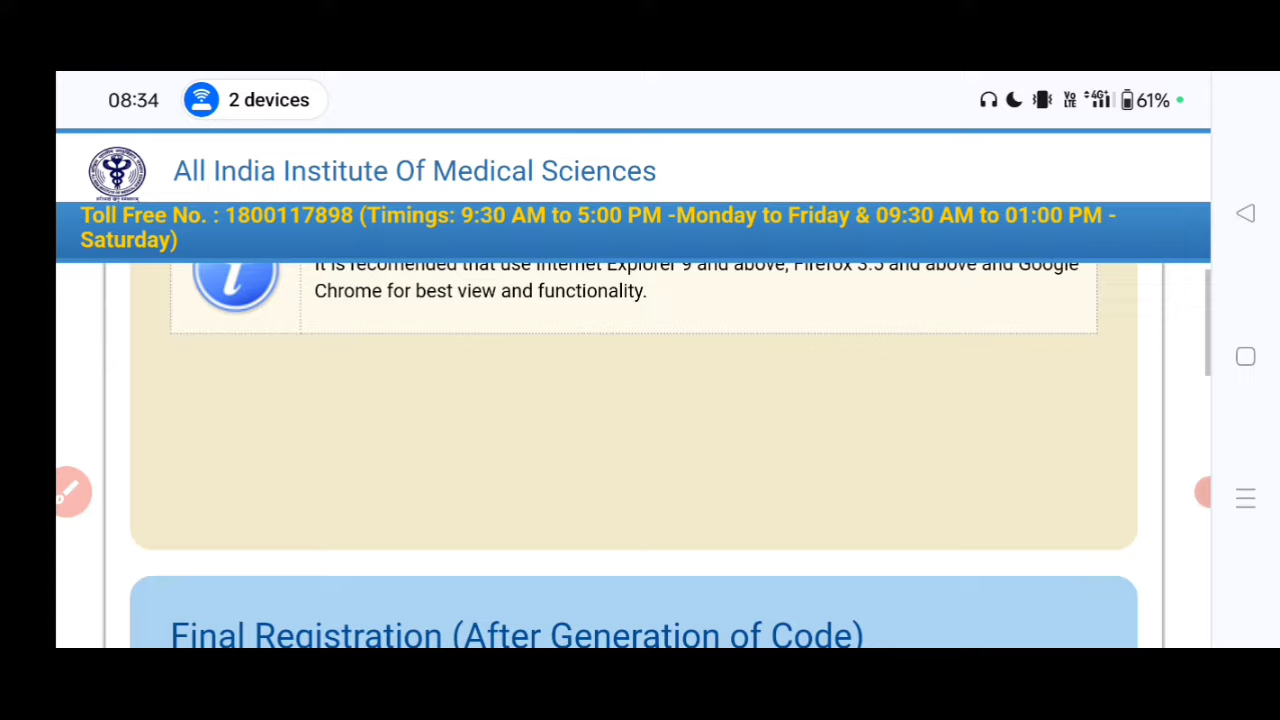 08:34
2 devices
Vo LTE
4G+
61%
All India Institute Of Medical Sciences
Toll Free No. : 1800117898 (Timings: 9:30 AM to 5:00 PM -Monday to Friday & 09:30 AM to 01:00 PM -
Saturday)
i
It is recomended that use Internet Explorer 9 and above, Firefox 3.5 and above and Google
Chrome for best view and functionality.
Final Registration (After Generation of Code)